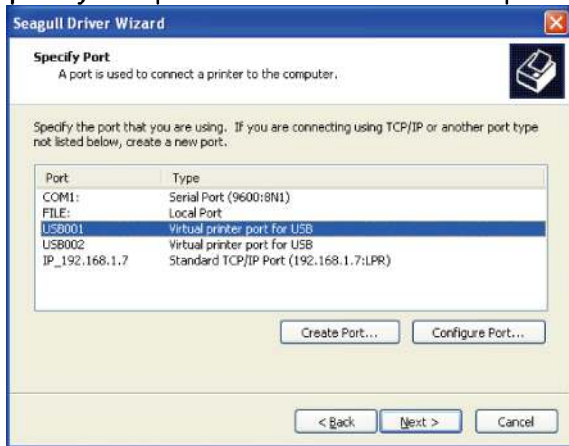 Seagull Driver Wizard
Specify Port
A port is used to connect a printer to the computer.
Specify the port that you are using. If you are connecting using TCP/IP or another port type
not listed below, create a new port.
Port Type
COM1: Serial Port (9600:8N1)
FILE: Local Port
USB001 Virtual printer port for USB
USB002 Virtual printer port for USB
IP_192.168.1.7 Standard TCP/IP Port (192.168.1.7:LPR)
Create Port... Configure Port...
< Back Next > Cancel